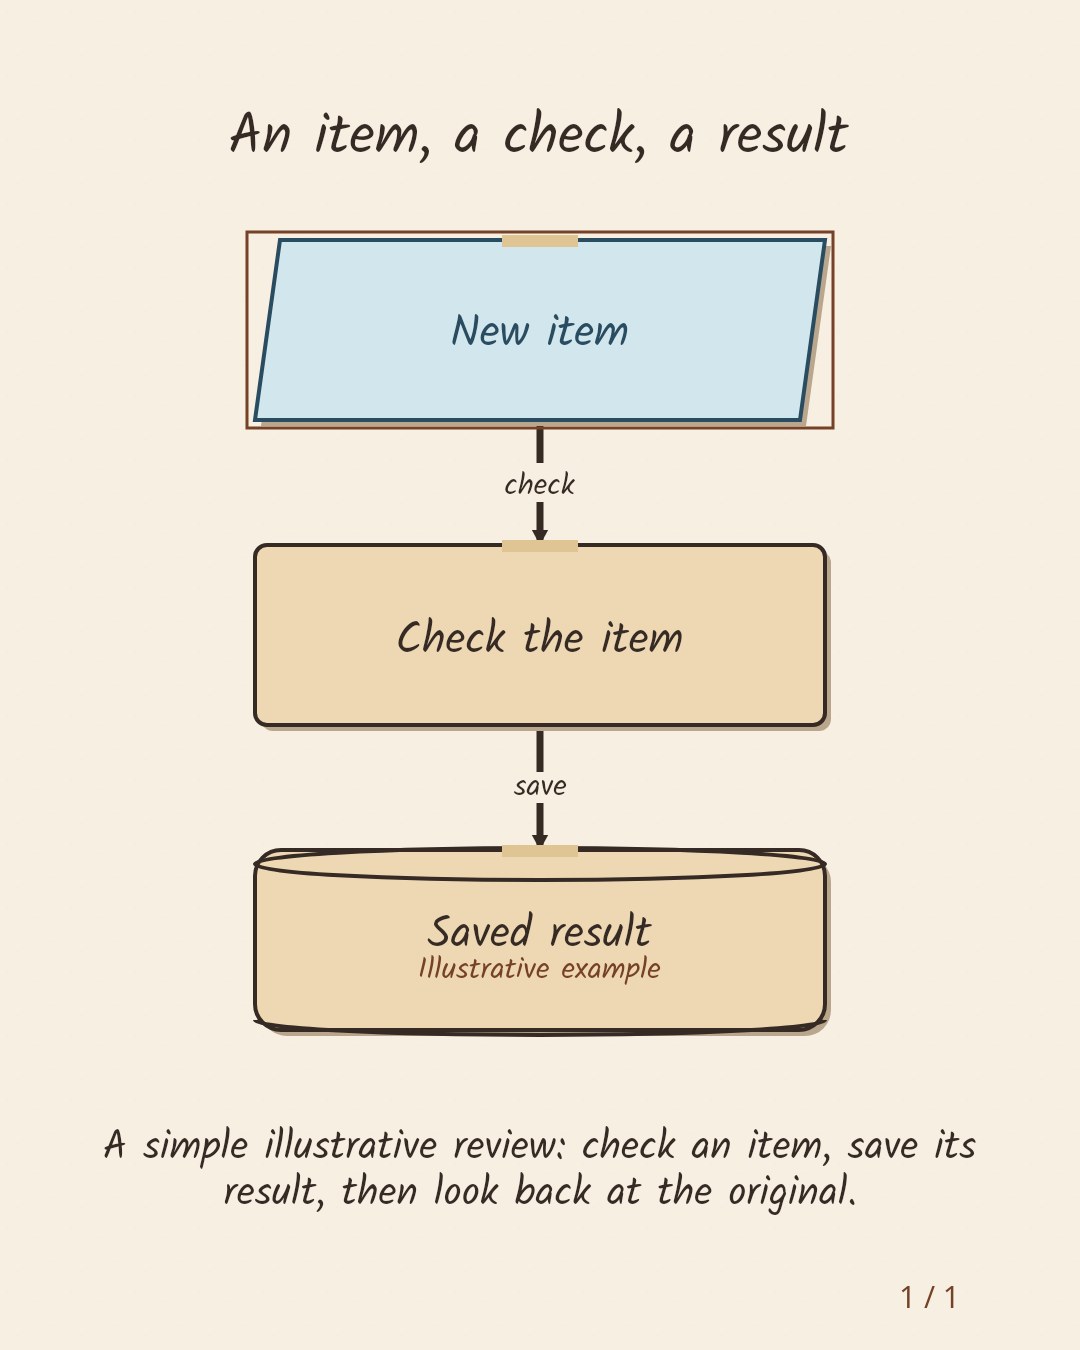 An item, a check, a result
New item
check
Check the item
save
Saved result
Illustrative example
A simple illustrative review: check an item, save its
result, then look back at the original.
1 / 1